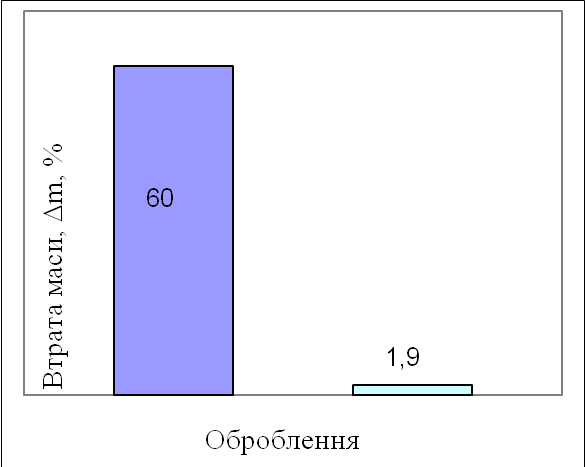 Втрата маси, Δm, %
60
1,9
Оброблення